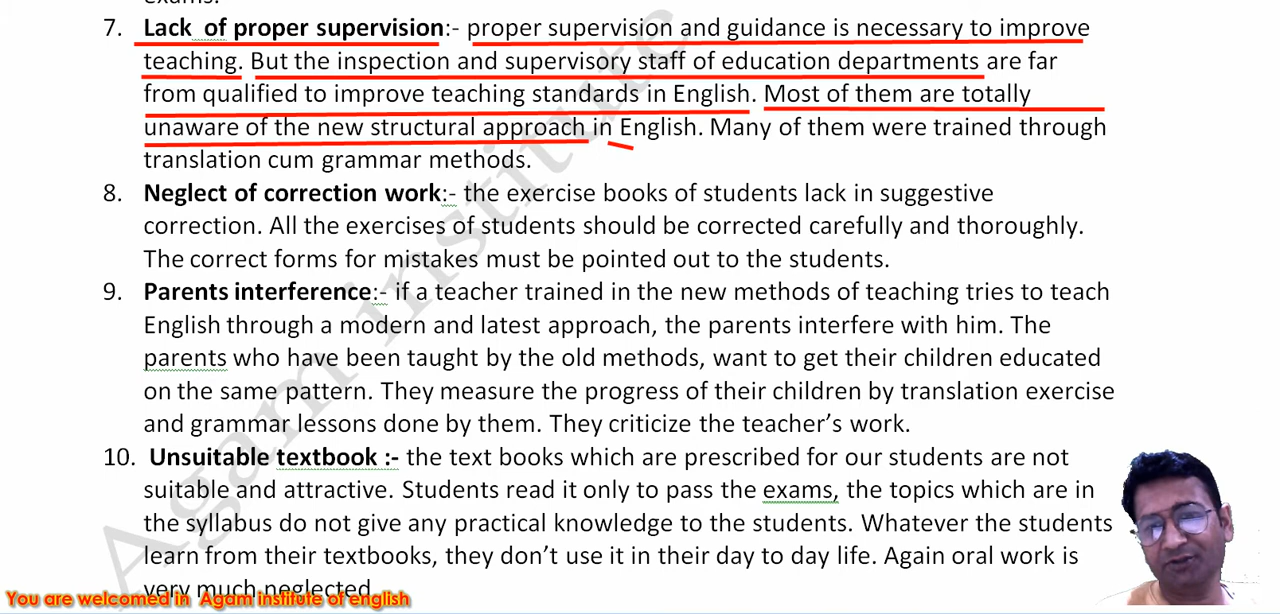 exams.
7. Lack of proper supervision:- proper supervision and guidance is necessary to improve
teaching. But the inspection and supervisory staff of education departments are far
from qualified to improve teaching standards in English. Most of them are totally
unaware of the new structural approach in English. Many of them were trained through
translation cum grammar methods.
8. Neglect of correction work:- the exercise books of students lack in suggestive
correction. All the exercises of students should be corrected carefully and thoroughly.
The correct forms for mistakes must be pointed out to the students.
9. Parents interference:- if a teacher trained in the new methods of teaching tries to teach
English through a modern and latest approach, the parents interfere with him. The
parents who have been taught by the old methods, want to get their children educated
on the same pattern. They measure the progress of their children by translation exercise
and grammar lessons done by them. They criticize the teacher’s work.
10. Unsuitable textbook :- the text books which are prescribed for our students are not
suitable and attractive. Students read it only to pass the exams, the topics which are in
the syllabus do not give any practical knowledge to the students. Whatever the students
learn from their textbooks, they don’t use it in their day to day life. Again oral work is
very much neglected
You are welcomed in Agam institute of english
Agam institute